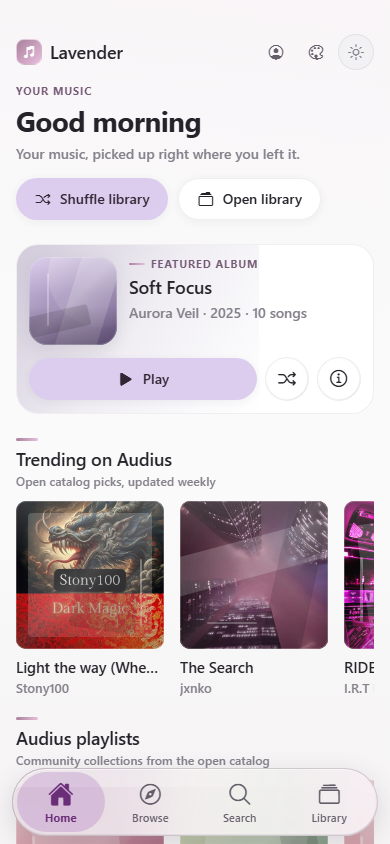 Lavender
YOUR MUSIC
Good morning
Your music, picked up right where you left it.
Shuffle library
Open library
FEATURED ALBUM
Soft Focus
Aurora Veil · 2025 · 10 songs
Play
Trending on Audius
Open catalog picks, updated weekly
Stony100
Dark Magic
Light the way (Whe...
Stony100
The Search
jxnko
RIDE
I.R.T
Audius playlists
Community collections from the open catalog
Home
Browse
Search
Library